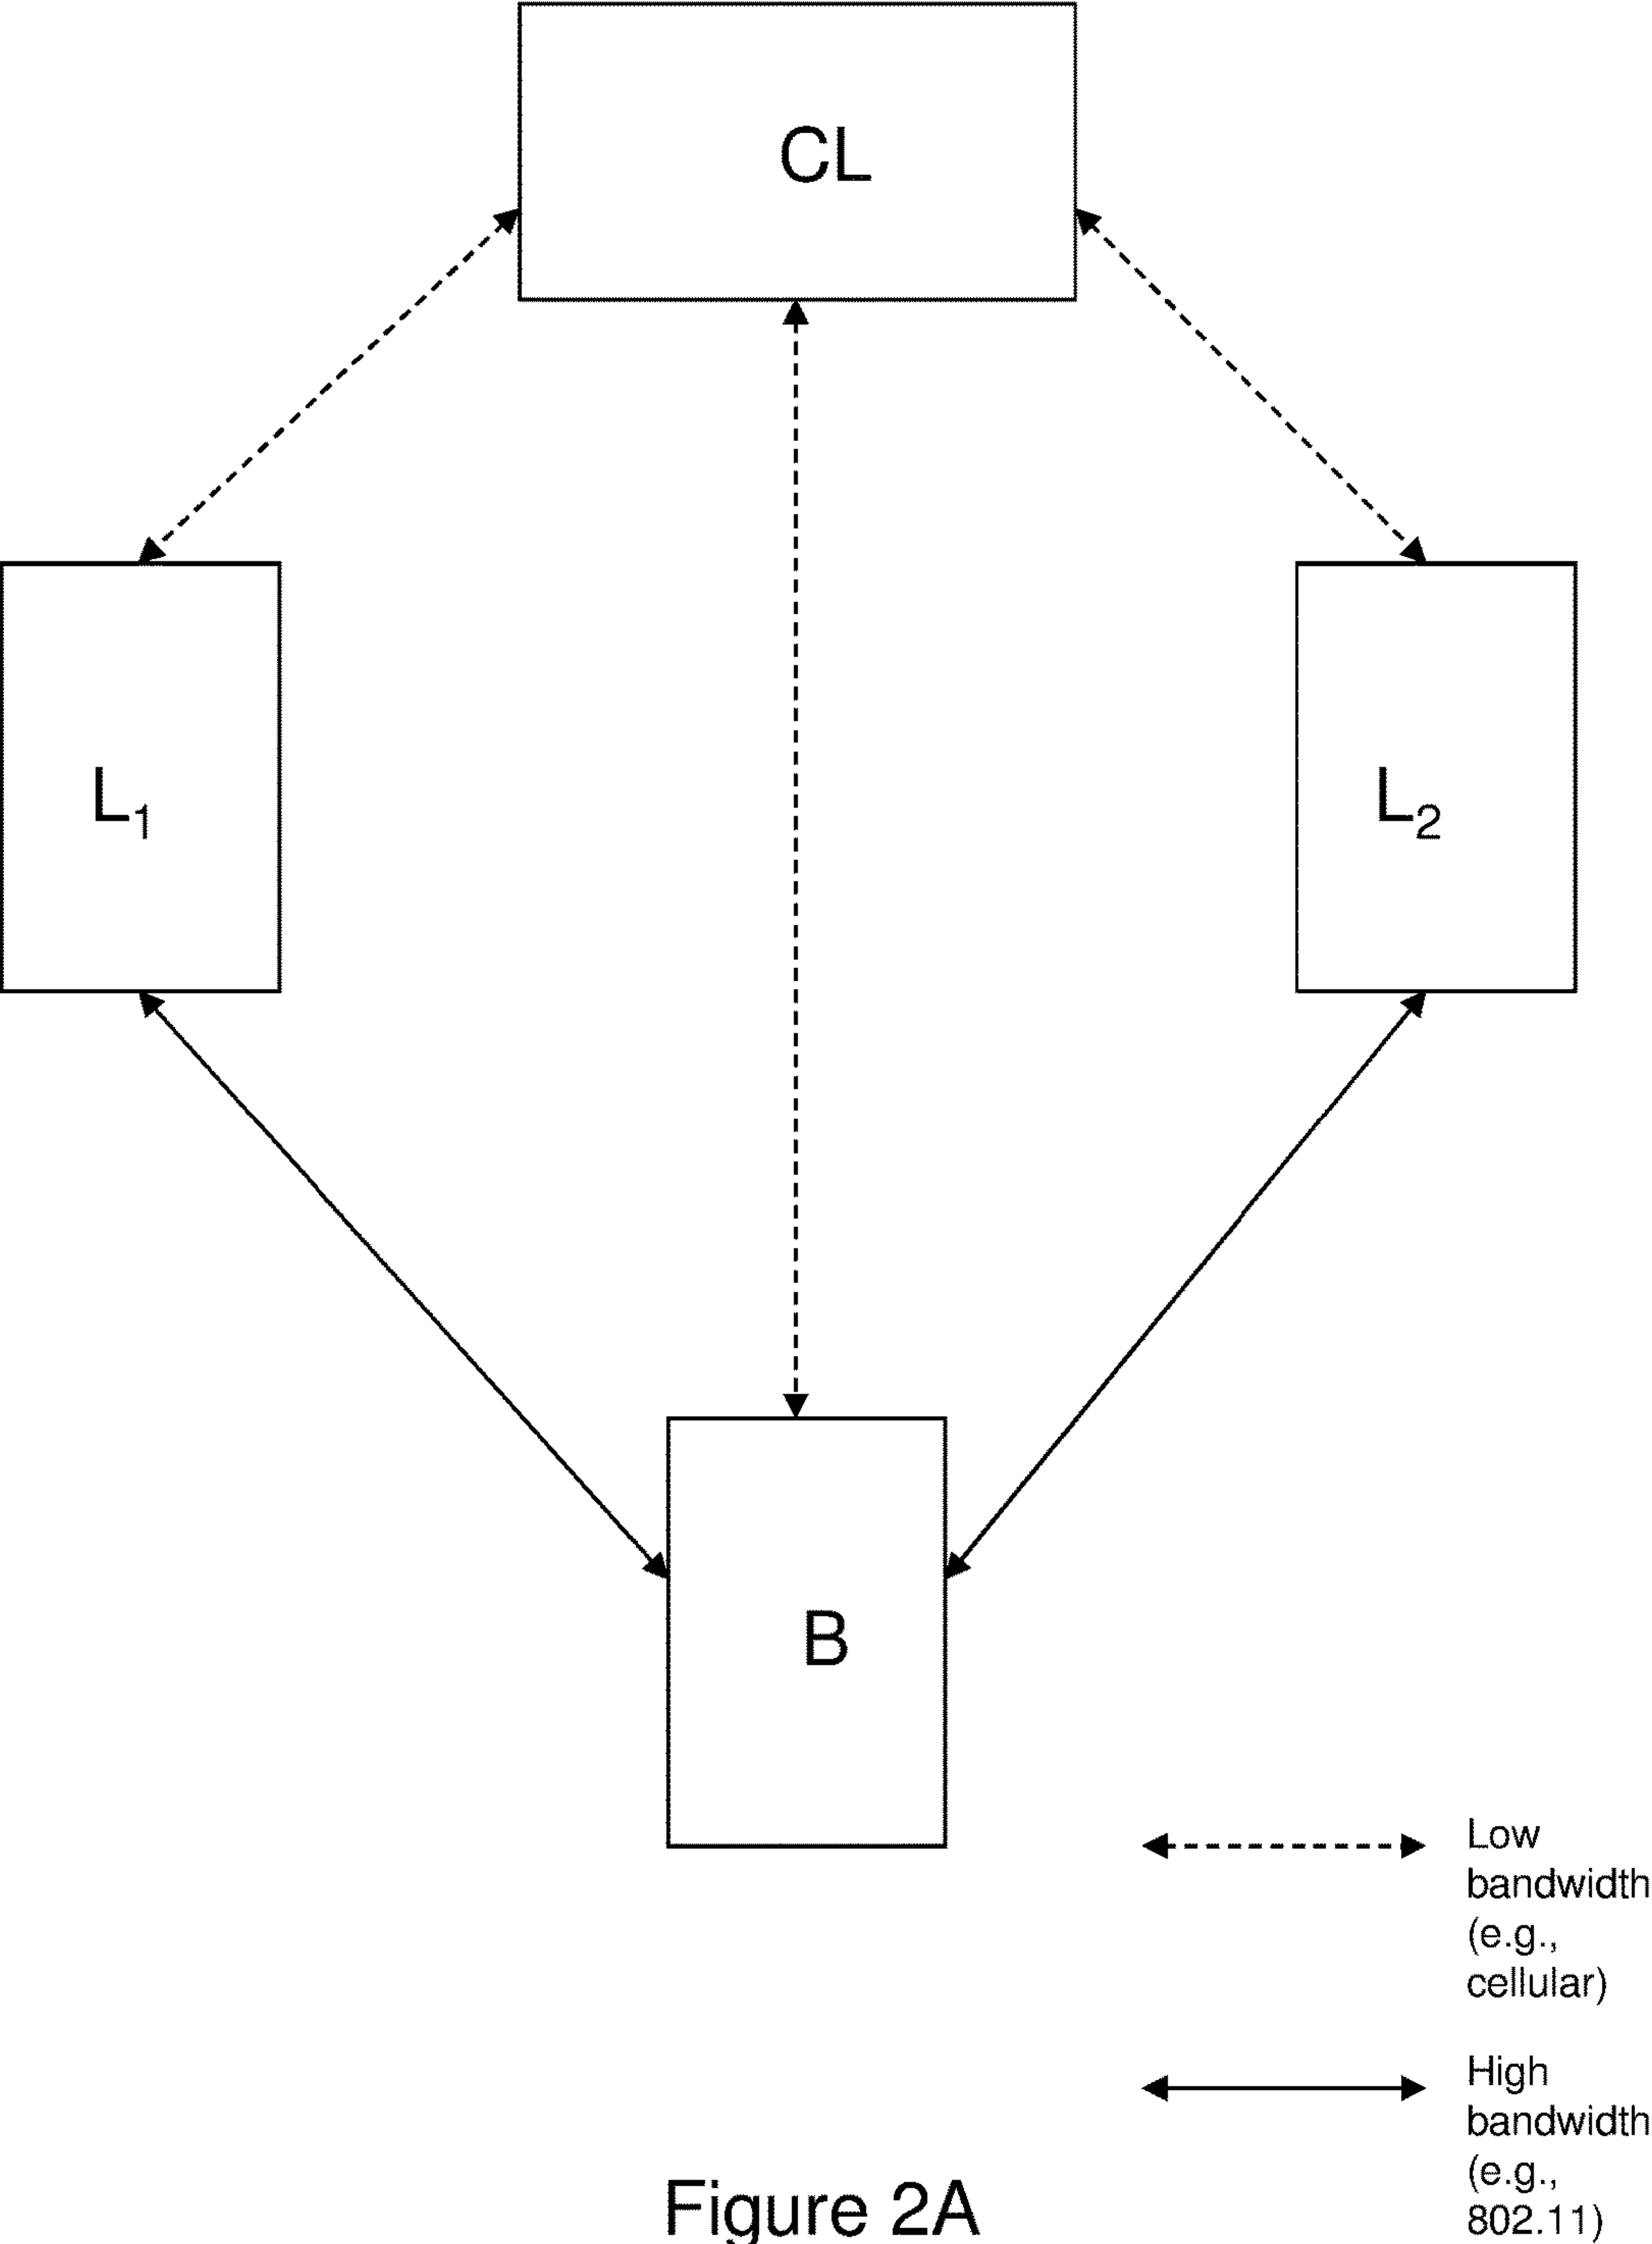 CL
L₁
L₂
B
Low
bandwidth
(e.g.,
cellular)
High
bandwidth
(e.g.,
802.11)
Figure 2A